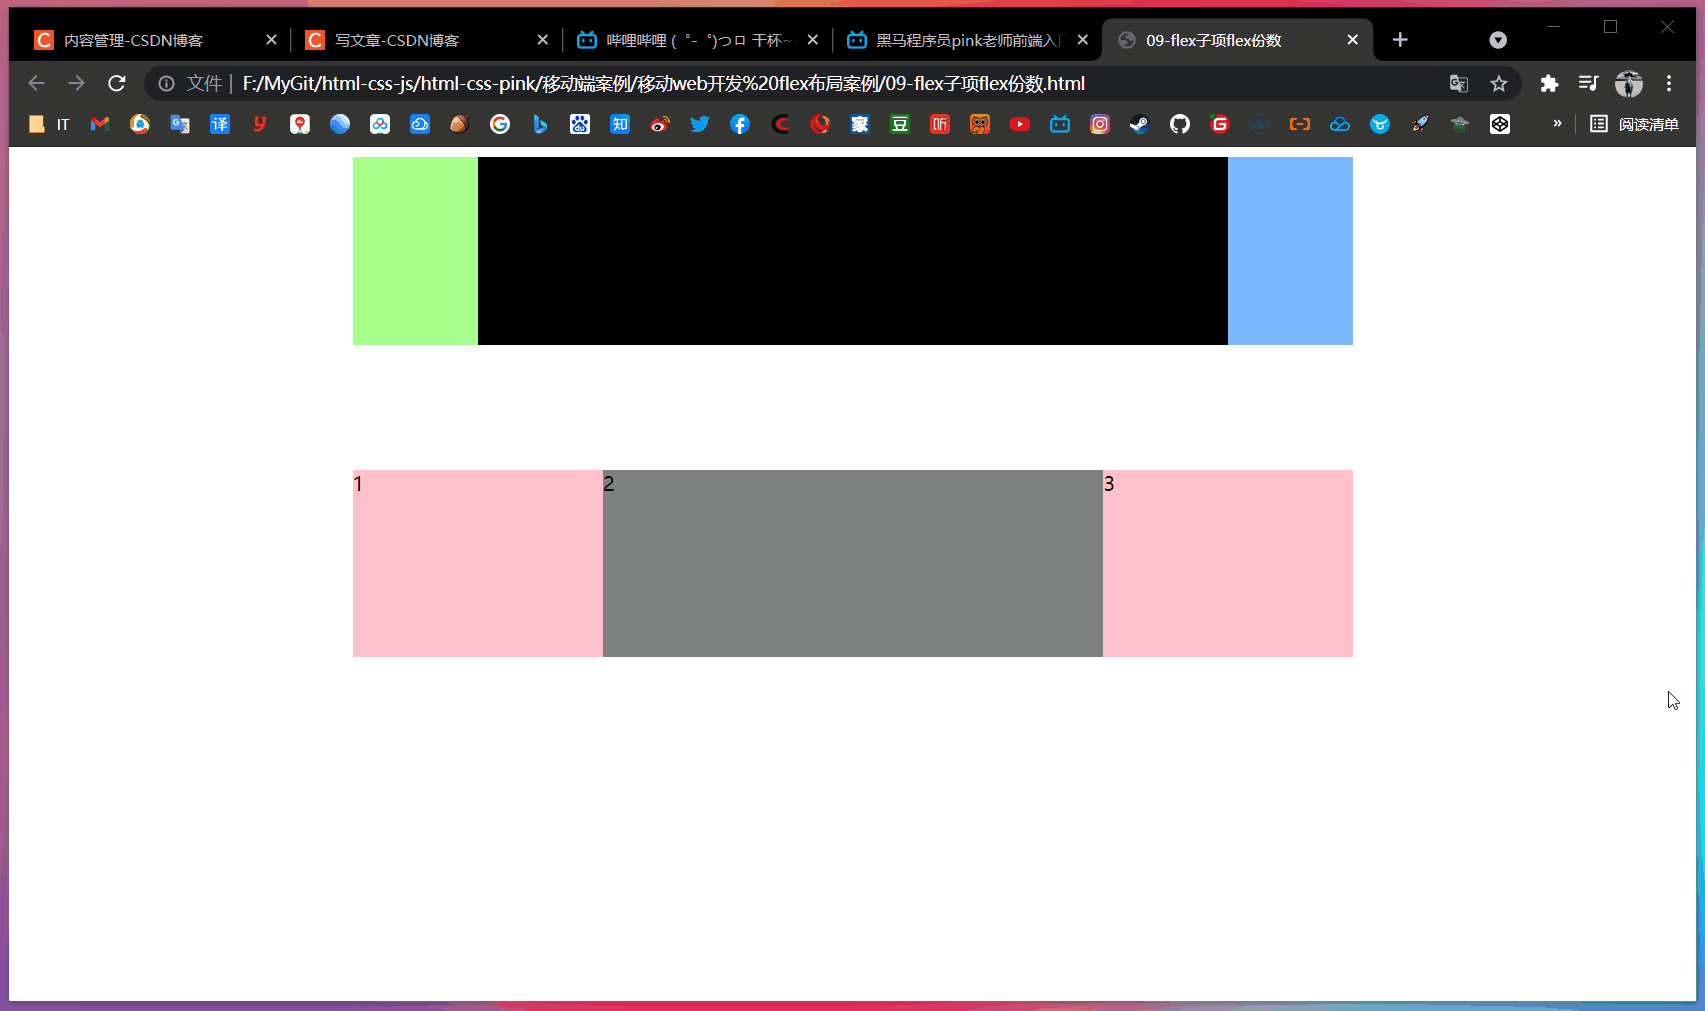 内容管理-CSDN博客
写文章-CSDN博客
哔哩哔哩 (゜-゜)つロ 干杯~
黑马程序员pink老师前端入门
09-flex子项flex份数
文件 | F:/MyGit/html-css-js/html-css-pink/移动端案例/移动web开发%20flex布局案例/09-flex子项flex份数.html
IT
译
知
家
豆
听
» 阅读清单
1
2
3